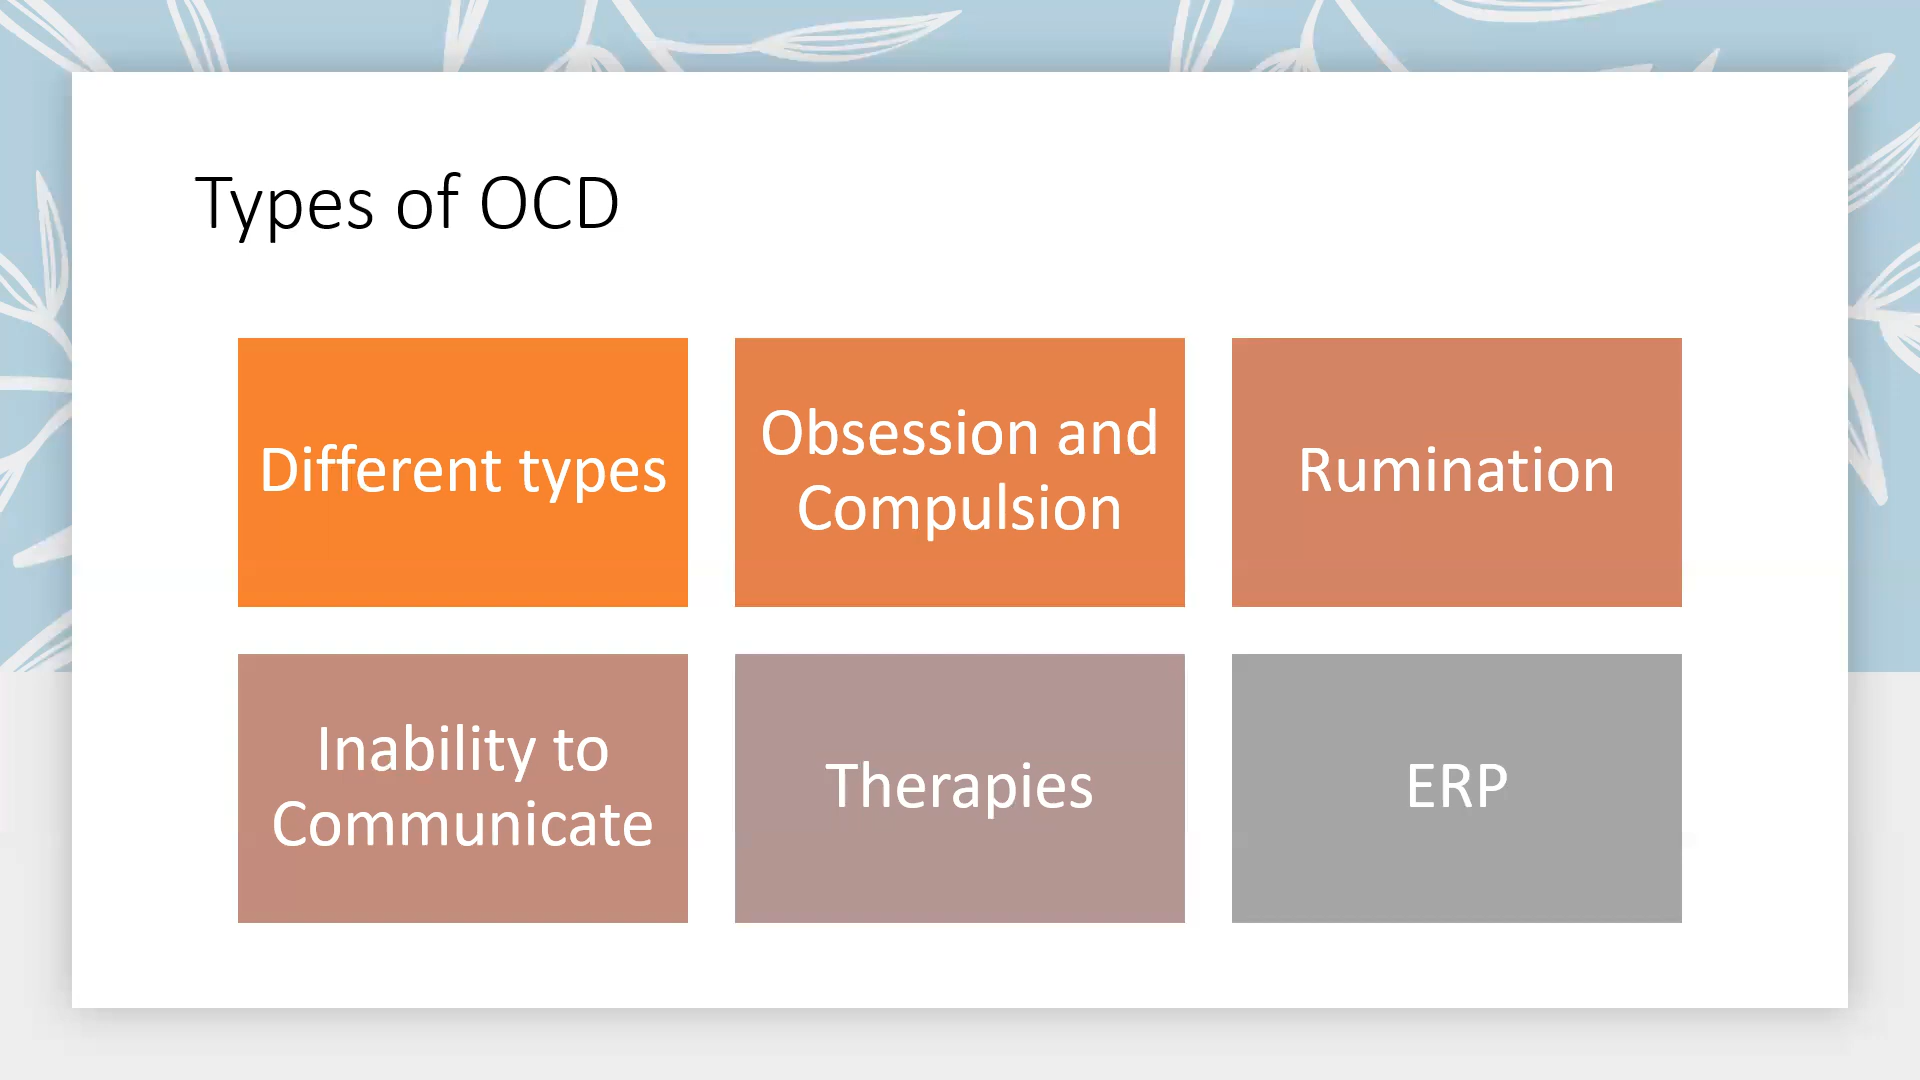 Types of OCD
Different types
Obsession and
Compulsion
Rumination
Inability to
Communicate
Therapies
ERP